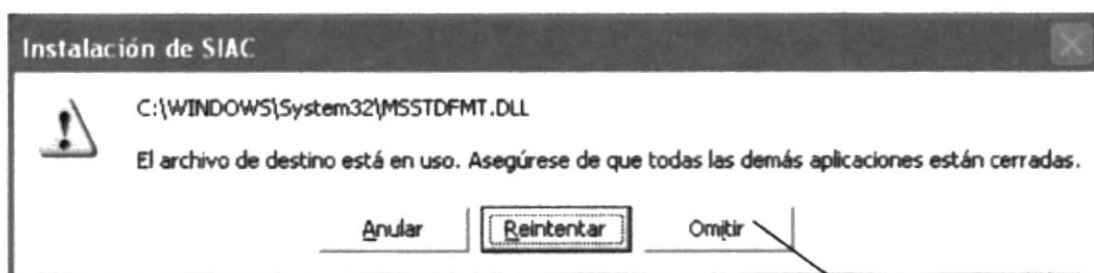 Instalación de SIAC
C:\WINDOWS\System32\MSSTDFMT.DLL
El archivo de destino está en uso. Asegúrese de que todas las demás aplicaciones están cerradas.
Anular Reintentar Omitir